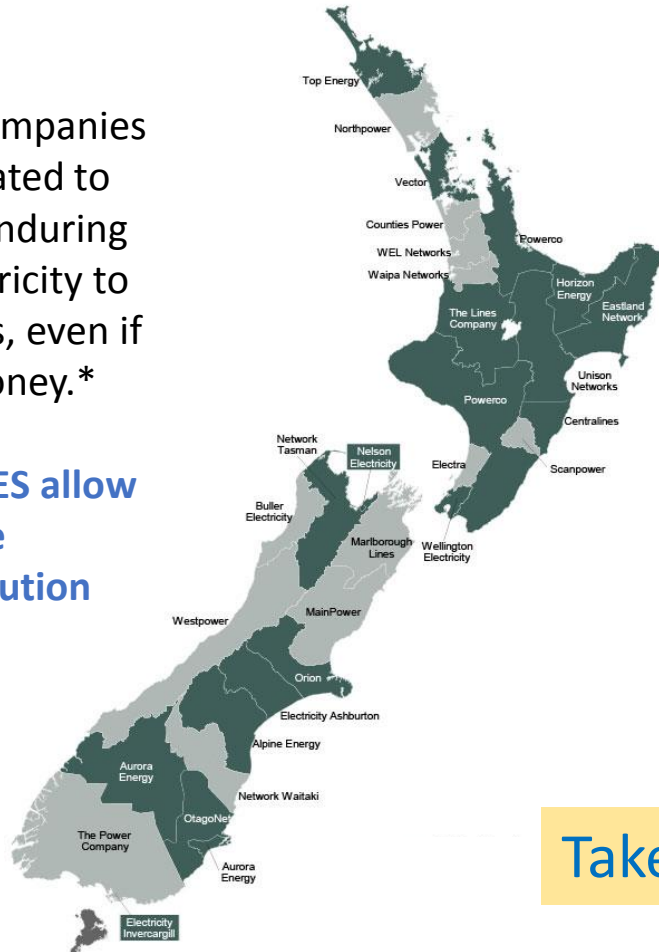 ompanies
ated to
nduring
ricity to
s, even if
oney.*
ES allow
e
ution
Top Energy
Northpower
Vector
Counties Power
WEL Networks
Waipa Networks
Powerco
Horizon
Energy
Eastland
Network
The Lines
Company
Unison
Networks
Powerco
Centralines
Electra
Scanpower
Wellington
Electricity
Network
Tasman
Nelson
Electricity
Buller
Electricity
Marlborough
Lines
Westpower
MainPower
Orion
Electricity Ashburton
Alpine Energy
Aurora
Energy
Network Waitaki
OtagoNet
The Power
Company
Aurora
Energy
Electricity
Invercargill
Take